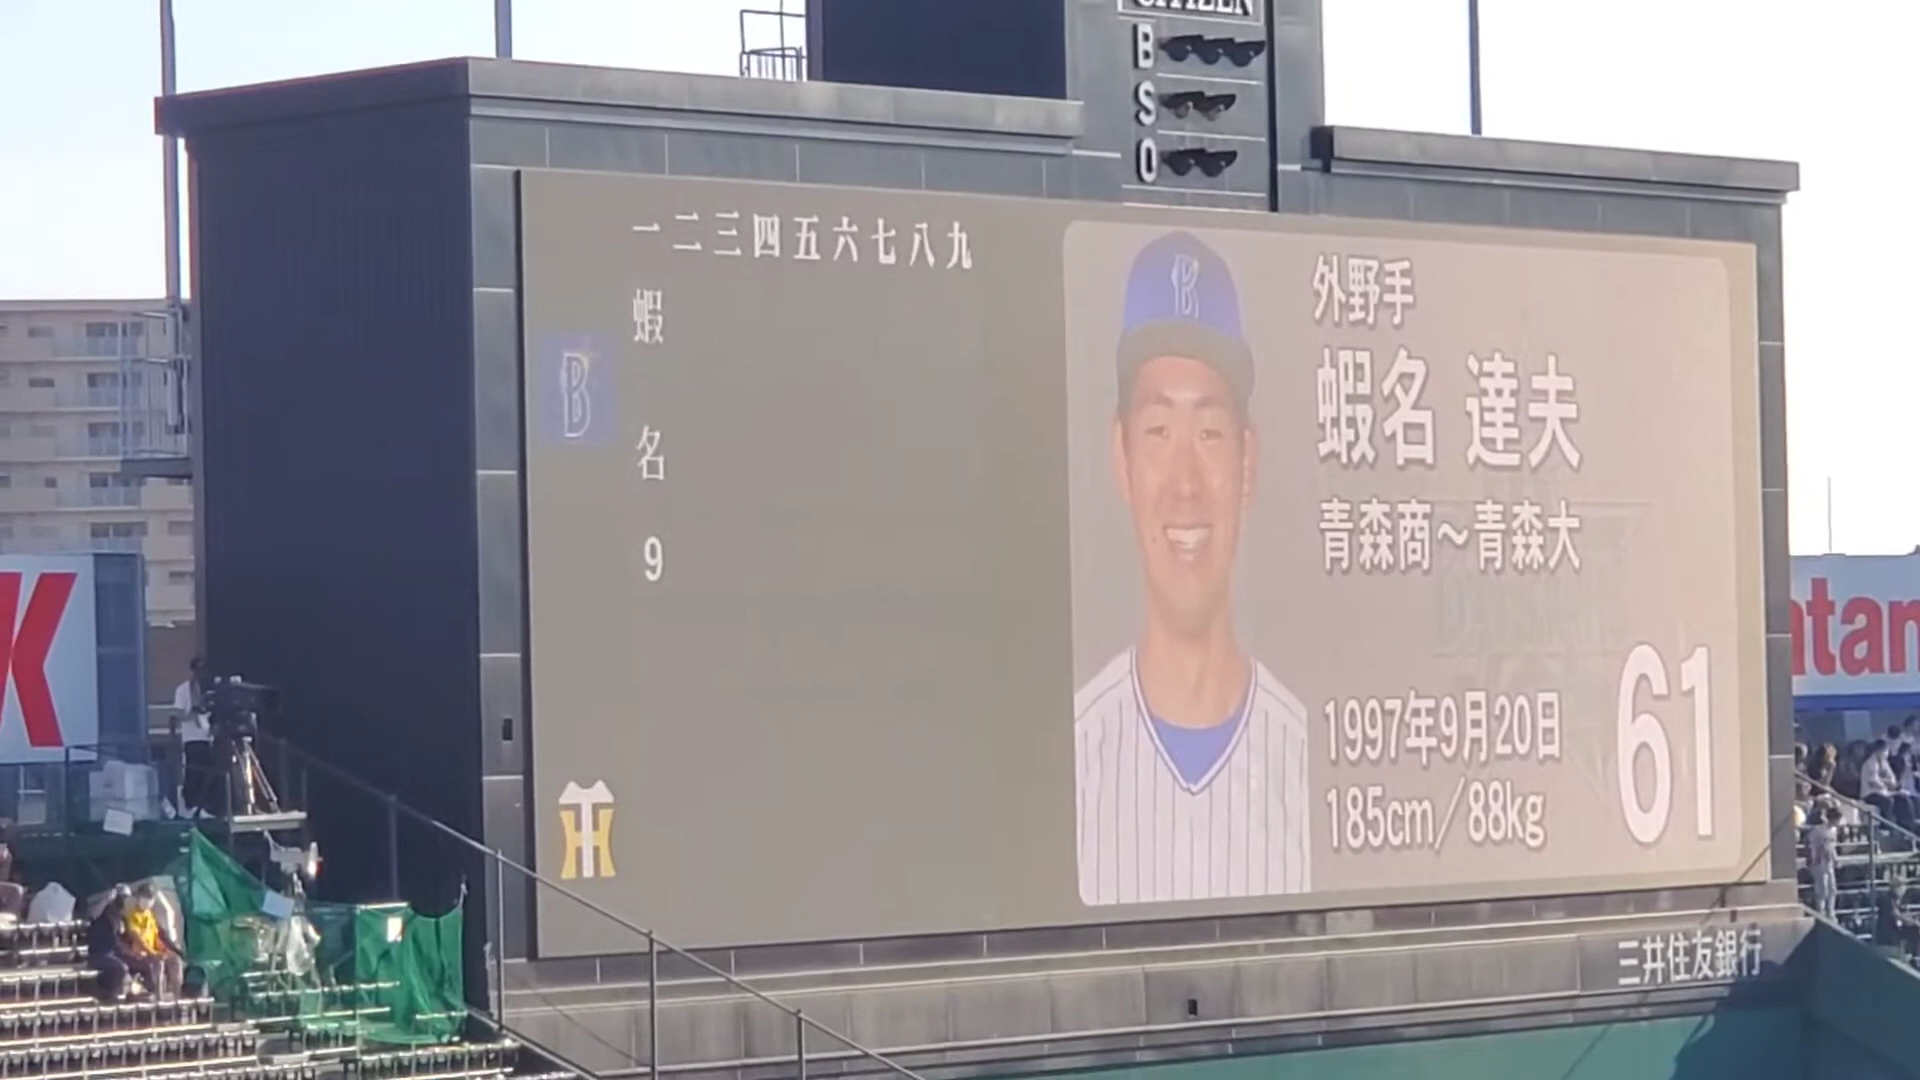 CITIZEN
B
S
O
一二三四五六七八九
蝦名 9
B
外野手
蝦名 達夫
青森商～青森大
1997年9月20日
185cm/88kg
61
三井住友銀行
K
atan